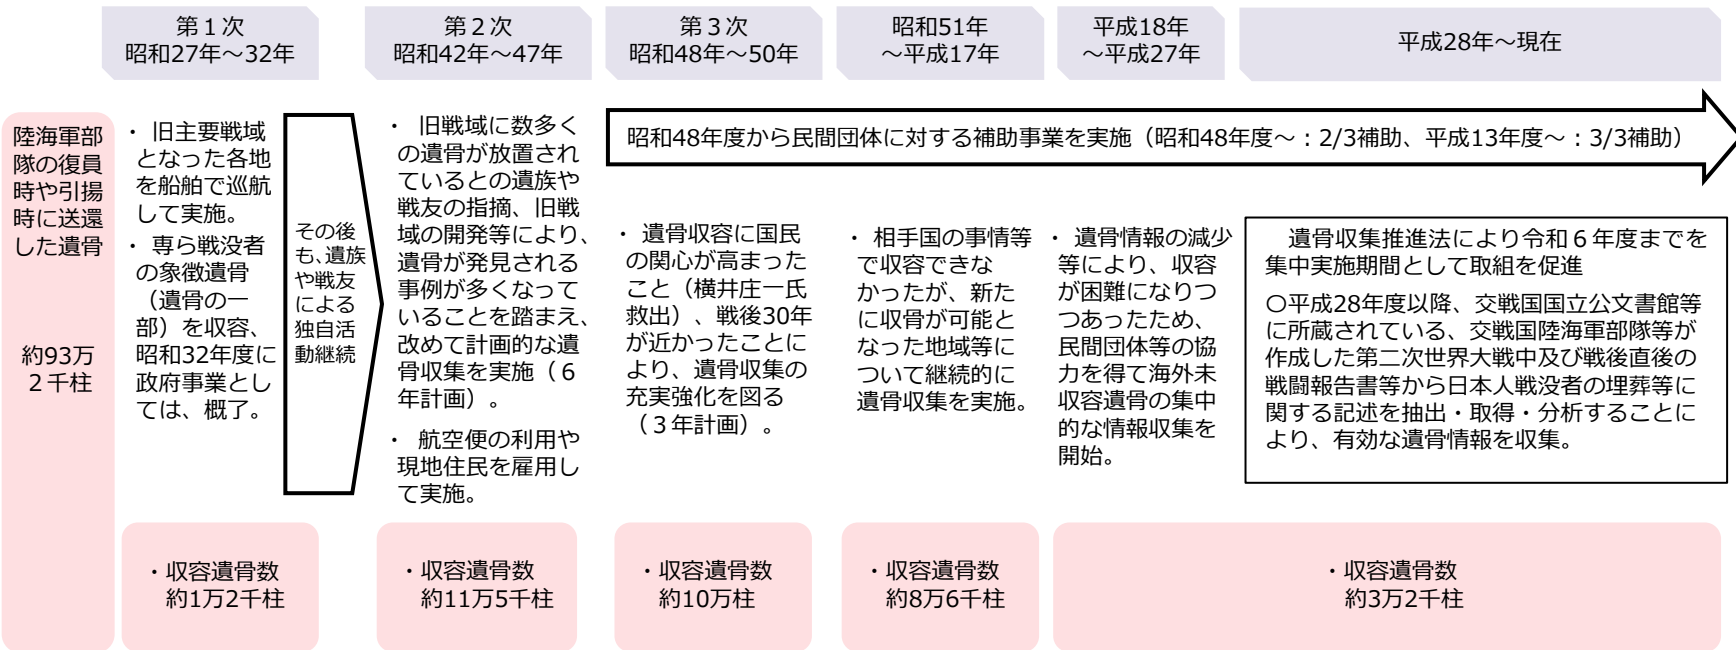 第１次
昭和27年～32年
第２次
昭和42年～47年
第３次
昭和48年～50年
昭和51年
～平成17年
平成18年
～平成27年
平成28年～現在
陸海軍部
隊の復員
時や引揚
時に送還
した遺骨
約93万
２千柱
・ 旧主要戦域
となった各地
を船舶で巡航
して実施。
・ 専ら戦没者
の象徴遺骨
（遺骨の一
部）を収容、
昭和32年度に
政府事業とし
ては、概了。
その後
も、遺族
や戦友
による
独自活
動継続
・ 旧戦域に数多く
の遺骨が放置され
ているとの遺族や
戦友の指摘、旧戦
域の開発等により、
遺骨が発見される
事例が多くなって
いることを踏まえ、
改めて計画的な遺
骨収集を実施（６
年計画）。
・ 航空便の利用や
現地住民を雇用し
て実施。
昭和48年度から民間団体に対する補助事業を実施（昭和48年度～：2/3補助、平成13年度～：3/3補助）
・ 遺骨収容に国民
の関心が高まった
こと（横井庄一氏
救出）、戦後30年
が近かったことに
より、遺骨収集の
充実強化を図る
（３年計画）。
・ 相手国の事情等
で収容できな
かったが、新た
に収骨が可能と
なった地域等に
ついて継続的に
遺骨収集を実施。
・ 遺骨情報の減少
等により、収容
が困難になりつ
つあったため、
民間団体等の協
力を得て海外未
収容遺骨の集中
的な情報収集を
開始。
遺骨収集推進法により令和６年度までを
集中実施期間として取組を促進
〇平成28年度以降、交戦国国立公文書館等
に所蔵されている、交戦国陸海軍部隊等が
作成した第二次世界大戦中及び戦後直後の
戦闘報告書等から日本人戦没者の埋葬等に
関する記述を抽出・取得・分析することに
より、有効な遺骨情報を収集。
・収容遺骨数
約1万2千柱
・収容遺骨数
約11万5千柱
・収容遺骨数
約10万柱
・収容遺骨数
約8万6千柱
・収容遺骨数
約3万2千柱